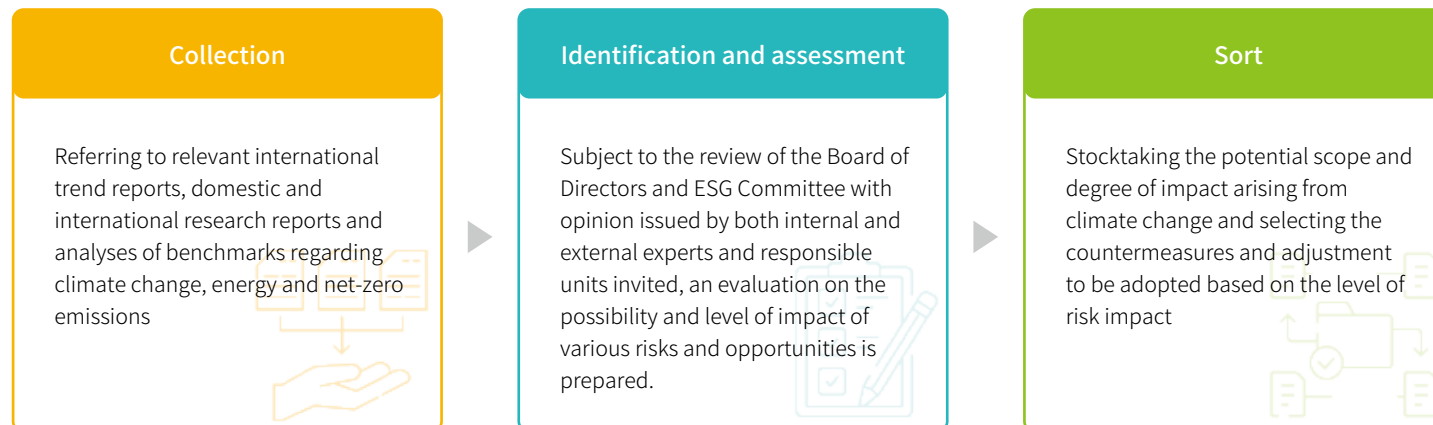 Collection
Referring to relevant international
trend reports, domestic and
international research reports and
analyses of benchmarks regarding
climate change, energy and net-zero
emissions
Identification and assessment
Subject to the review of the Board of
Directors and ESG Committee with
opinion issued by both internal and
external experts and responsible
units invited, an evaluation on the
possibility and level of impact of
various risks and opportunities is
prepared.
Sort
Stocktaking the potential scope and
degree of impact arising from
climate change and selecting the
countermeasures and adjustment
to be adopted based on the level of
risk impact